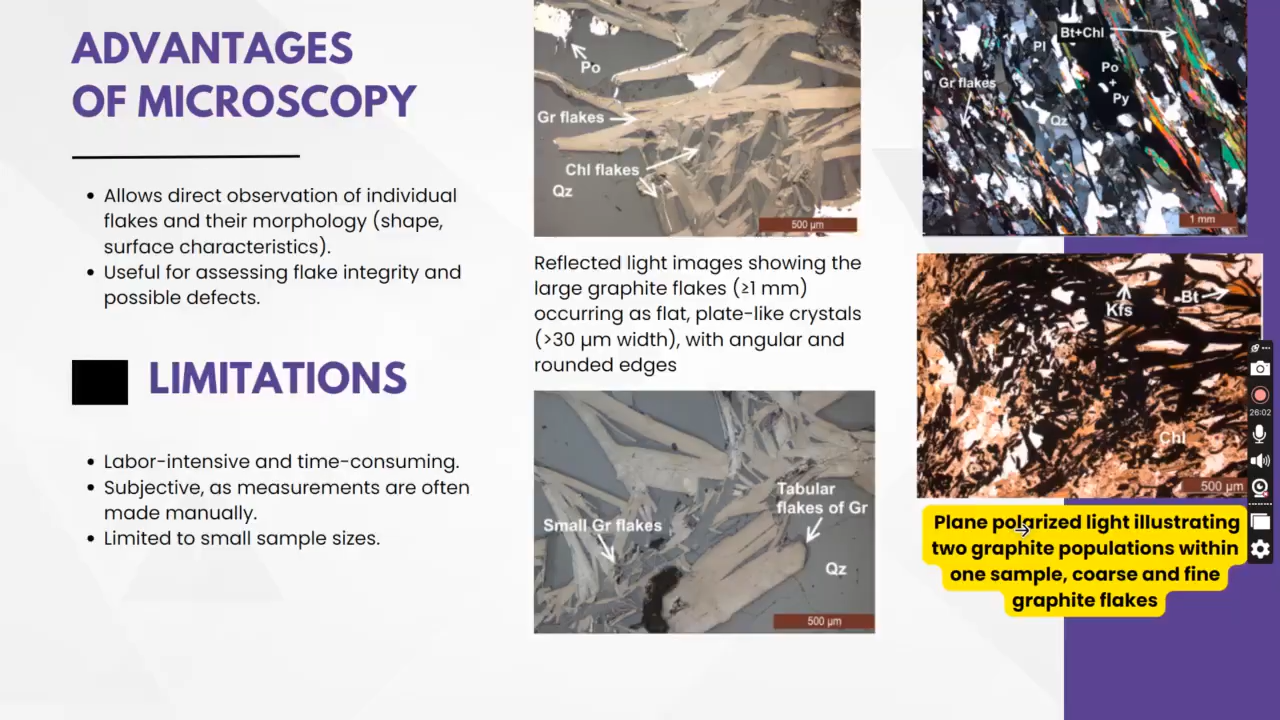 ADVANTAGES
OF MICROSCOPY
Allows direct observation of individual
flakes and their morphology (shape,
surface characteristics).
Useful for assessing flake integrity and
possible defects.
LIMITATIONS
Labor-intensive and time-consuming.
Subjective, as measurements are often
made manually.
Limited to small sample sizes.
Po
Gr flakes
Chl flakes
Qz
500 µm
Reflected light images showing the
large graphite flakes (≥1 mm)
occurring as flat, plate-like crystals
(>30 µm width), with angular and
rounded edges
Small Gr flakes
Tabular
flakes of Gr
Qz
500 µm
Bt+Chl
Pl
Po
+
Py
Gr flakes
Qz
1 mm
Bt
Kfs
Chl
500 µm
Plane polarized light illustrating
two graphite populations within
one sample, coarse and fine
graphite flakes
26:02